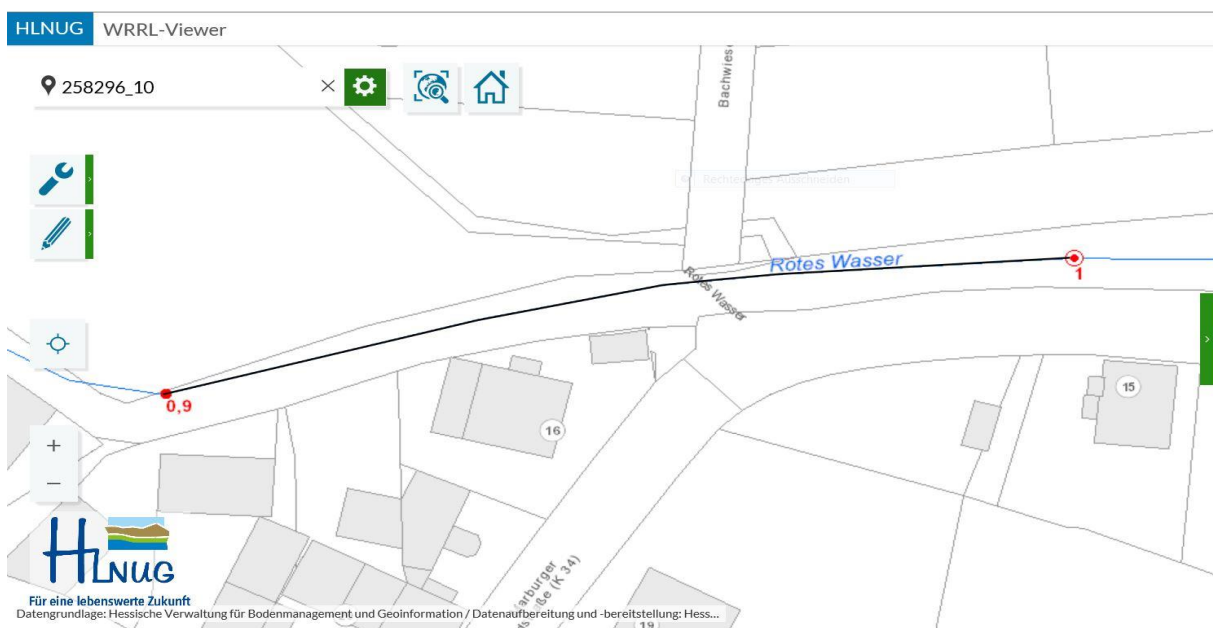 HLNUG WRRL-Viewer
258296_10
Bachwiese
Rotes Wasser
Rotes Wasser
1
0,9
15
16
+
−
HLNUG
Für eine lebenswerte Zukunft
Datengrundlage: Hessische Verwaltung für Bodenmanagement und Geoinformation / Datenaufbereitung und -bereitstellung: Hess...
(K 34)
19